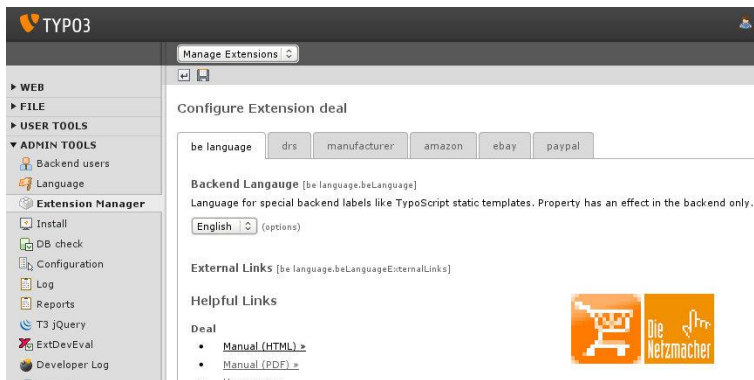 TYPO3
Manage Extensions
WEB
FILE
USER TOOLS
ADMIN TOOLS
Backend users
Language
Extension Manager
Install
DB check
Configuration
Log
Reports
T3 jQuery
ExtDevEval
Developer Log
Configure Extension deal
be language
drs
manufacturer
amazon
ebay
paypal
Backend Langauge [be language.beLanguage]
Language for special backend labels like TypoScript static templates. Property has an effect in the backend only.
English (options)
External Links [be language.beLanguageExternalLinks]
Helpful Links
Deal
• Manual (HTML) »
• Manual (PDF) »
Die
Netzmacher